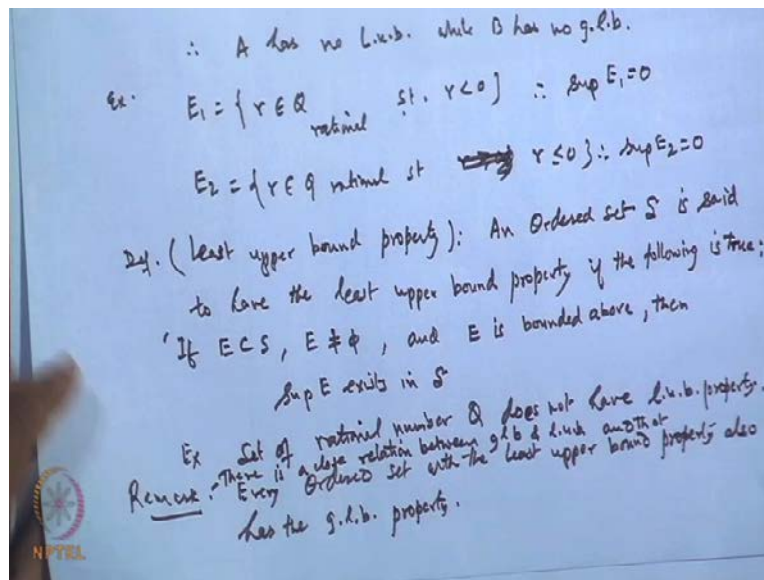 ∴ A has no l.u.b. while B has no g.l.b.
Ex. E₁ = { r ∈ Q rational st. r < 0 } ∴ Sup E₁ = 0
E₂ = { r ∈ Q rational st r ≤ 0 } ∴ Sup E₂ = 0
Def. (Least upper bound property): An Ordered set S is said
to have the least upper bound property if the following is true;
'If E ⊂ S, E ≠ ϕ, and E is bounded above, then
Sup E exists in S
Ex Set of rational number Q does not have l.u.b. property.
There is a close relation between g.l.b & l.u.b. and that
Remark: "Every Ordered set with the least upper bound property also
has the g.l.b. property.
NPTEL